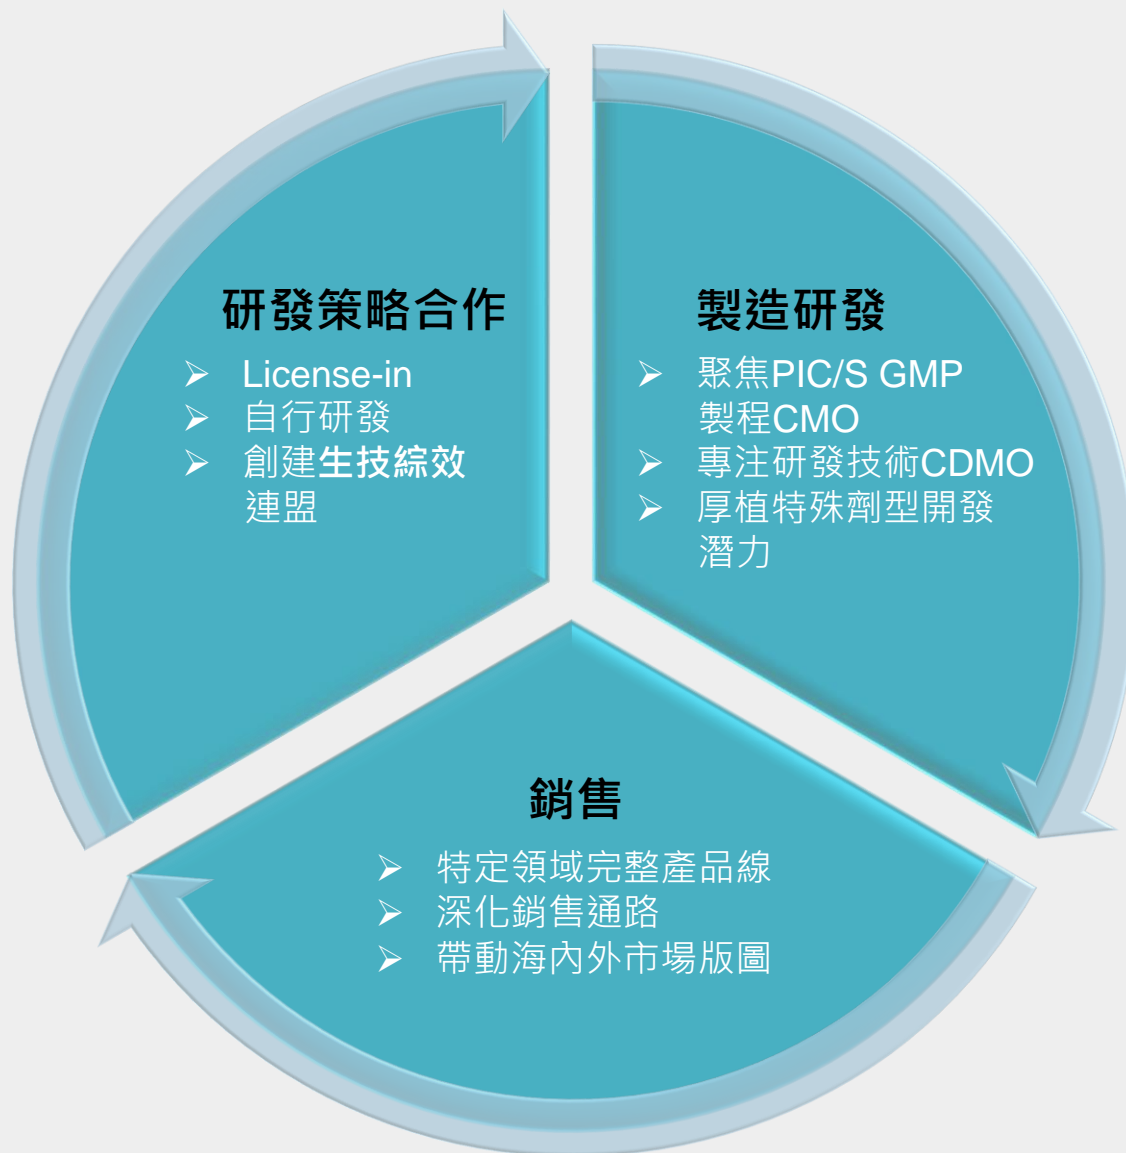 研發策略合作
➢ License-in
➢ 自行研發
➢ 創建生技綜效
連盟
製造研發
➢ 聚焦PIC/S GMP
製程CMO
➢ 專注研發技術CDMO
➢ 厚植特殊劑型開發
潛力
銷售
➢ 特定領域完整產品線
➢ 深化銷售通路
➢ 帶動海內外市場版圖